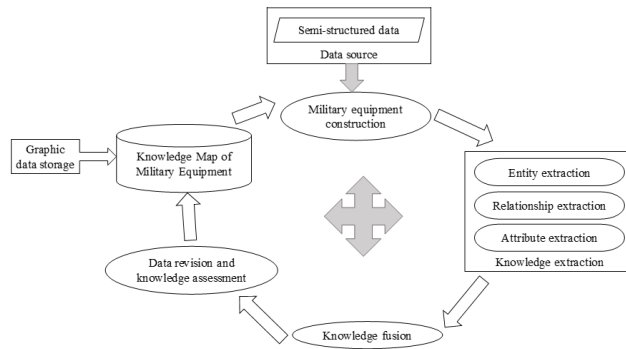 Semi-structured data
Data source
Military equipment
construction
Graphic
data storage
Knowledge Map of
Military Equipment
Entity extraction
Relationship extraction
Attribute extraction
Knowledge extraction
Data revision and
knowledge assessment
Knowledge fusion